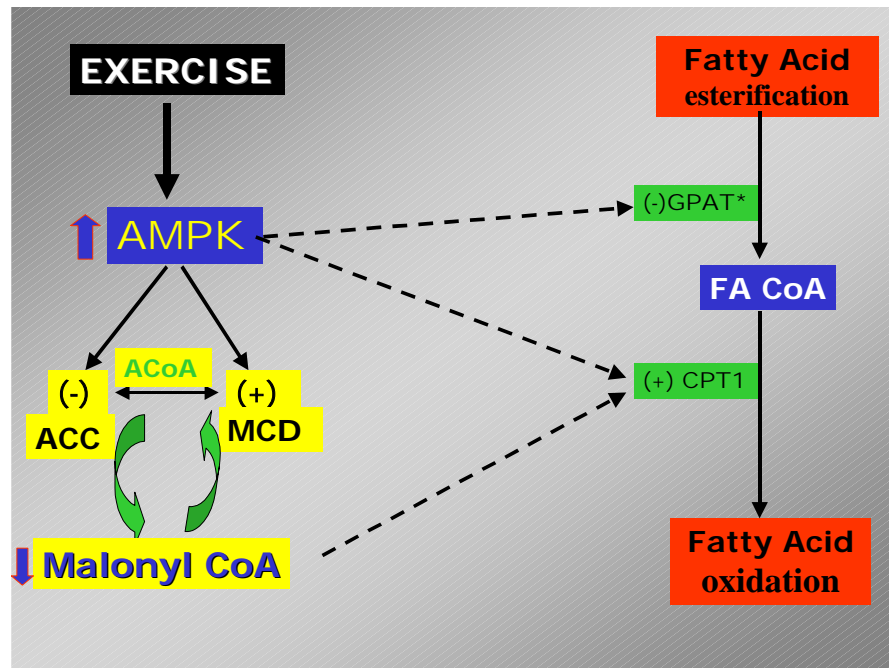 EXERCISE
Fatty Acid
esterification
(-)GPAT*
AMPK
FA CoA
ACoA
(-)
(+)
(+) CPT1
ACC
MCD
Malonyl CoA
Fatty Acid
oxidation